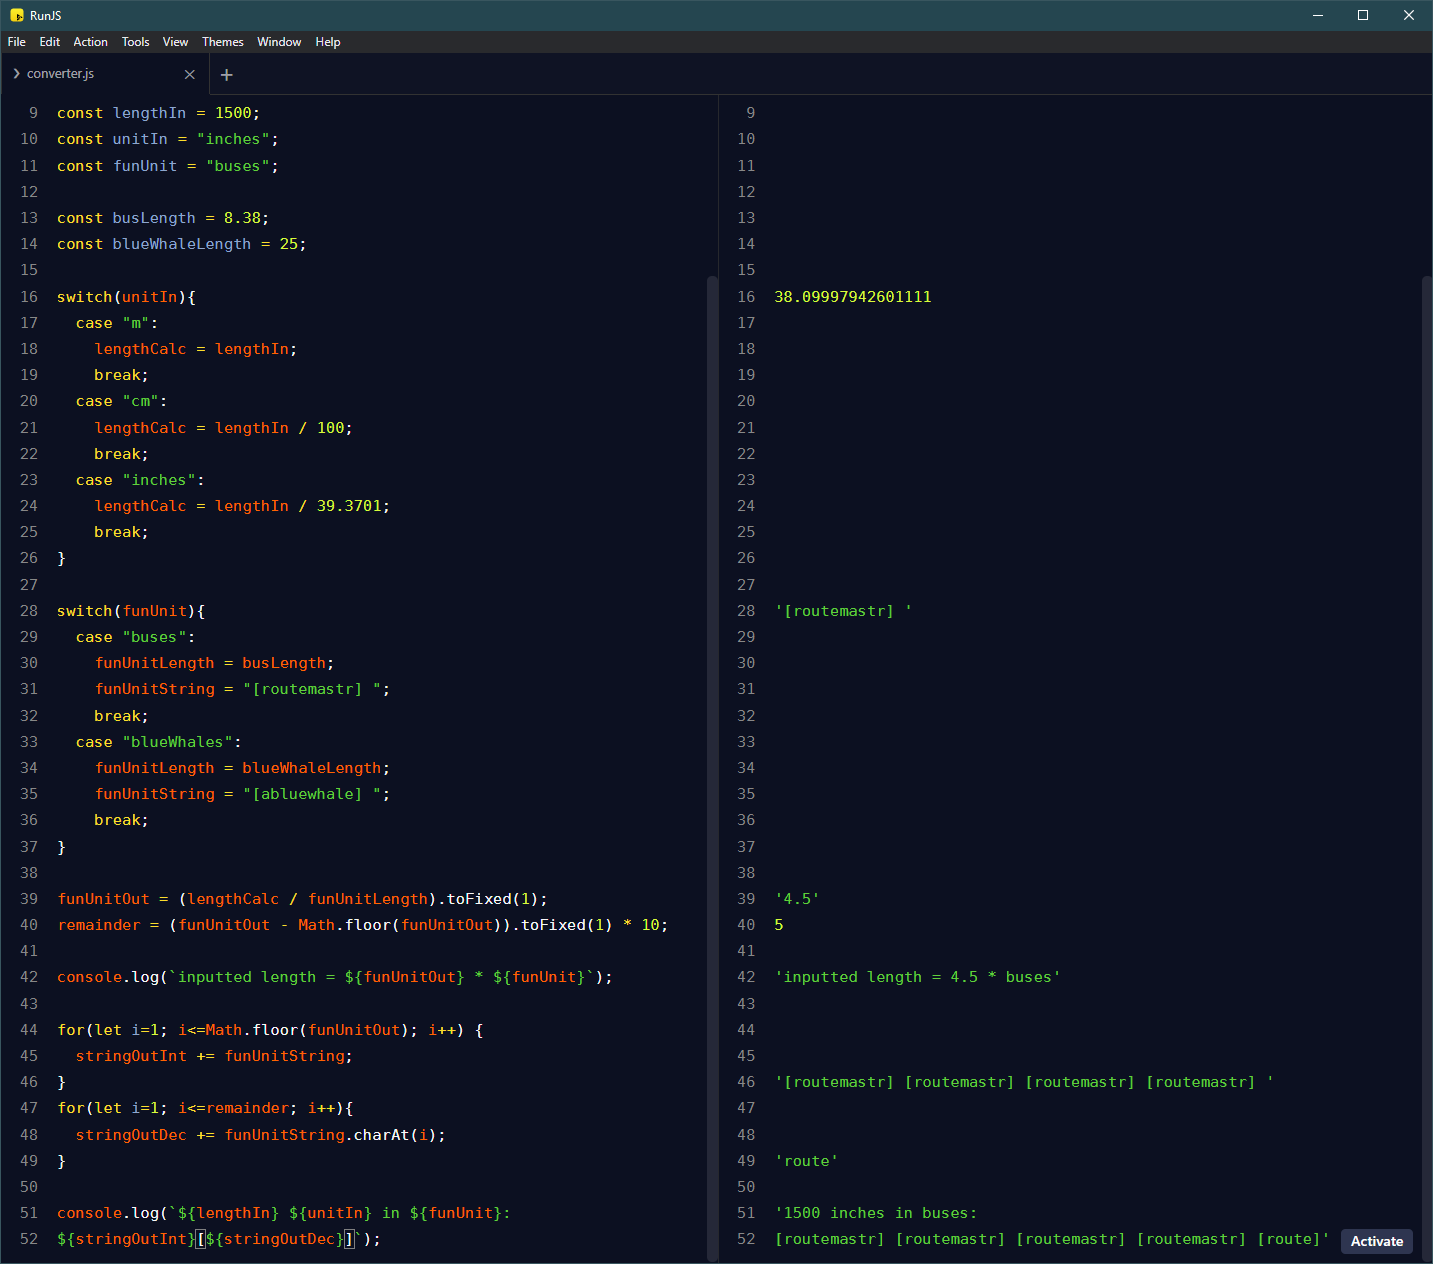 RunJS
File Edit Action Tools View Themes Window Help
converter.js
9 const lengthIn = 1500;
10 const unitIn = "inches";
11 const funUnit = "buses";
12
13 const busLength = 8.38;
14 const blueWhaleLength = 25;
15
16 switch(unitIn){
17   case "m":
18     lengthCalc = lengthIn;
19     break;
20   case "cm":
21     lengthCalc = lengthIn / 100;
22     break;
23   case "inches":
24     lengthCalc = lengthIn / 39.3701;
25     break;
26 }
27
28 switch(funUnit){
29   case "buses":
30     funUnitLength = busLength;
31     funUnitString = "[routemastr] ";
32     break;
33   case "blueWhales":
34     funUnitLength = blueWhaleLength;
35     funUnitString = "[abluewhale] ";
36     break;
37 }
38
39 funUnitOut = (lengthCalc / funUnitLength).toFixed(1);
40 remainder = (funUnitOut - Math.floor(funUnitOut)).toFixed(1) * 10;
41
42 console.log(`inputted length = ${funUnitOut} * ${funUnit}`);
43
44 for(let i=1; i<=Math.floor(funUnitOut); i++) {
45   stringOutInt += funUnitString;
46 }
47 for(let i=1; i<=remainder; i++){
48   stringOutDec += funUnitString.charAt(i);
49 }
50
51 console.log(`${lengthIn} ${unitIn} in ${funUnit}:
52 ${stringOutInt}[${stringOutDec}]`);
9
10
11
12
13
14
15
16 38.09997942601111
17
18
19
20
21
22
23
24
25
26
27
28 '[routemastr] '
29
30
31
32
33
34
35
36
37
38
39 '4.5'
40 5
41
42 'inputted length = 4.5 * buses'
43
44
45
46 '[routemastr] [routemastr] [routemastr] [routemastr] '
47
48
49 'route'
50
51 '1500 inches in buses:
52 [routemastr] [routemastr] [routemastr] [routemastr] [route]'
Activate